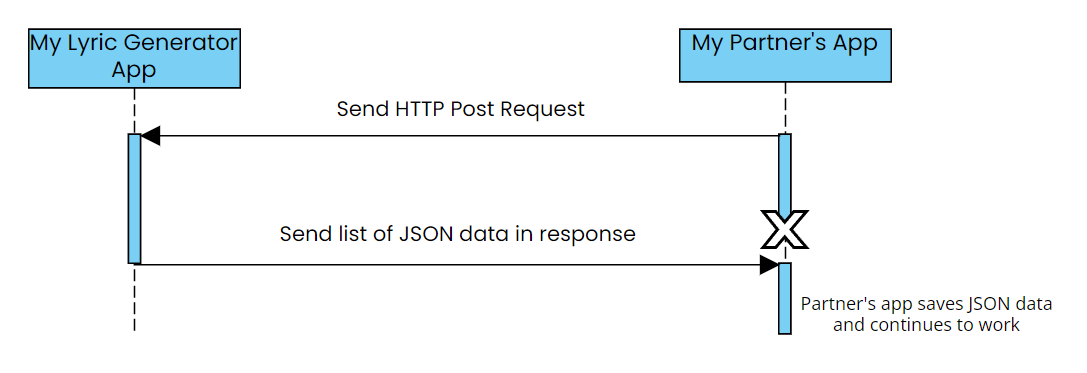 My Lyric Generator
App
My Partner's App
Send HTTP Post Request
Send list of JSON data in response
Partner's app saves JSON data
and continues to work